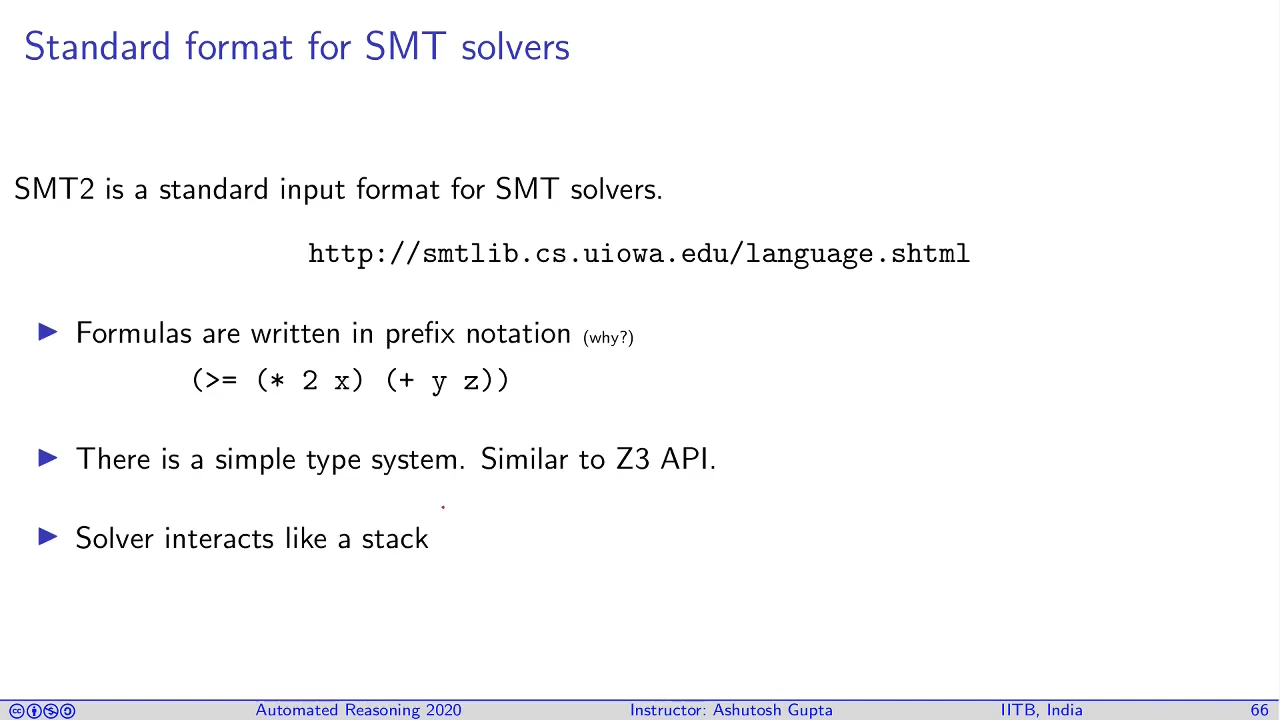 Standard format for SMT solvers
SMT2 is a standard input format for SMT solvers.
http://smtlib.cs.uiowa.edu/language.shtml
▶ Formulas are written in prefix notation (why?)
(>= (* 2 x) (+ y z))
▶ There is a simple type system. Similar to Z3 API.
▶ Solver interacts like a stack
Automated Reasoning 2020 Instructor: Ashutosh Gupta IITB, India 66